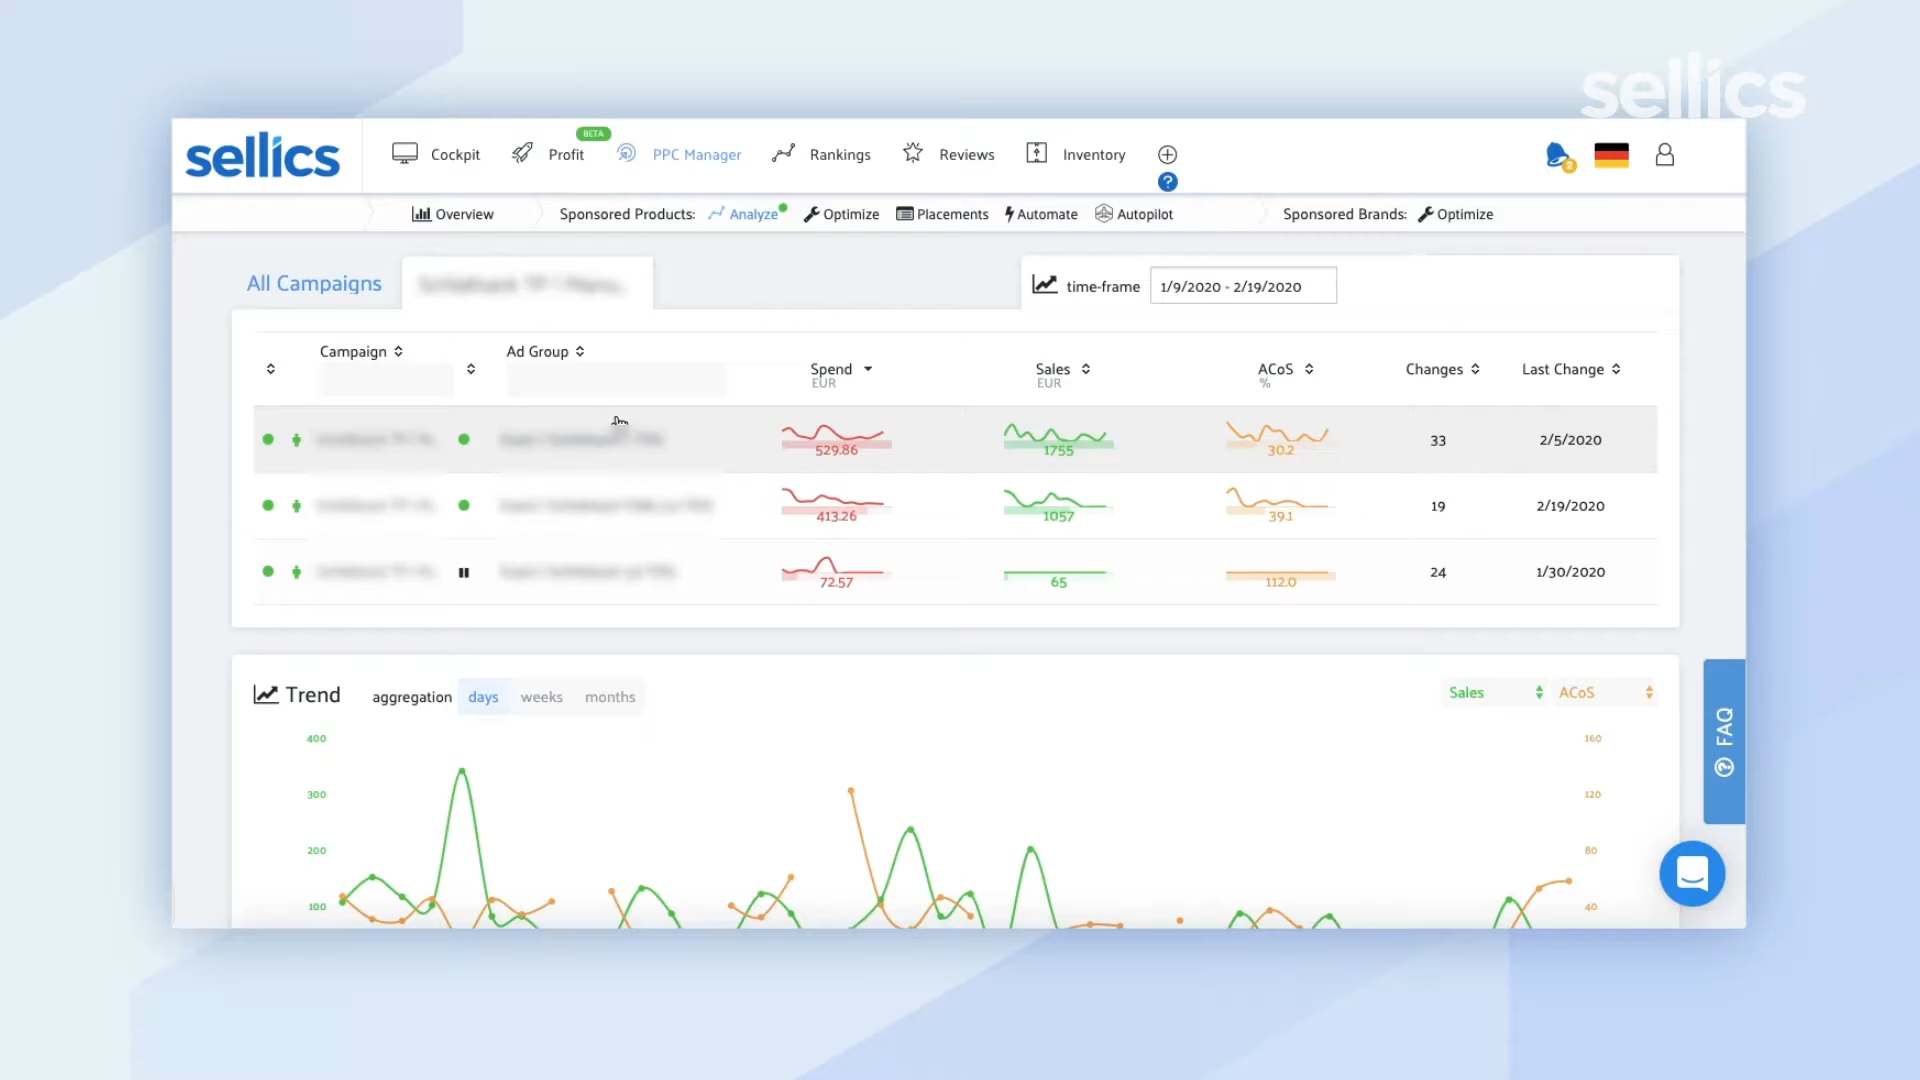 sellics
sellics
Cockpit
BETA
Profit
PPC Manager
Rankings
Reviews
Inventory
?
2
Overview
Sponsored Products:
Analyze
Optimize
Placements
Automate
Autopilot
Sponsored Brands:
Optimize
All Campaigns
time-frame
1/9/2020 - 2/19/2020
Campaign
Ad Group
Spend
EUR
Sales
EUR
ACoS
%
Changes
Last Change
529.86
1755
30.2
33
2/5/2020
413.26
1057
39.1
19
2/19/2020
72.57
65
112.0
24
1/30/2020
Trend
aggregation
days
weeks
months
Sales
ACoS
400
300
200
100
160
120
80
40
? FAQ